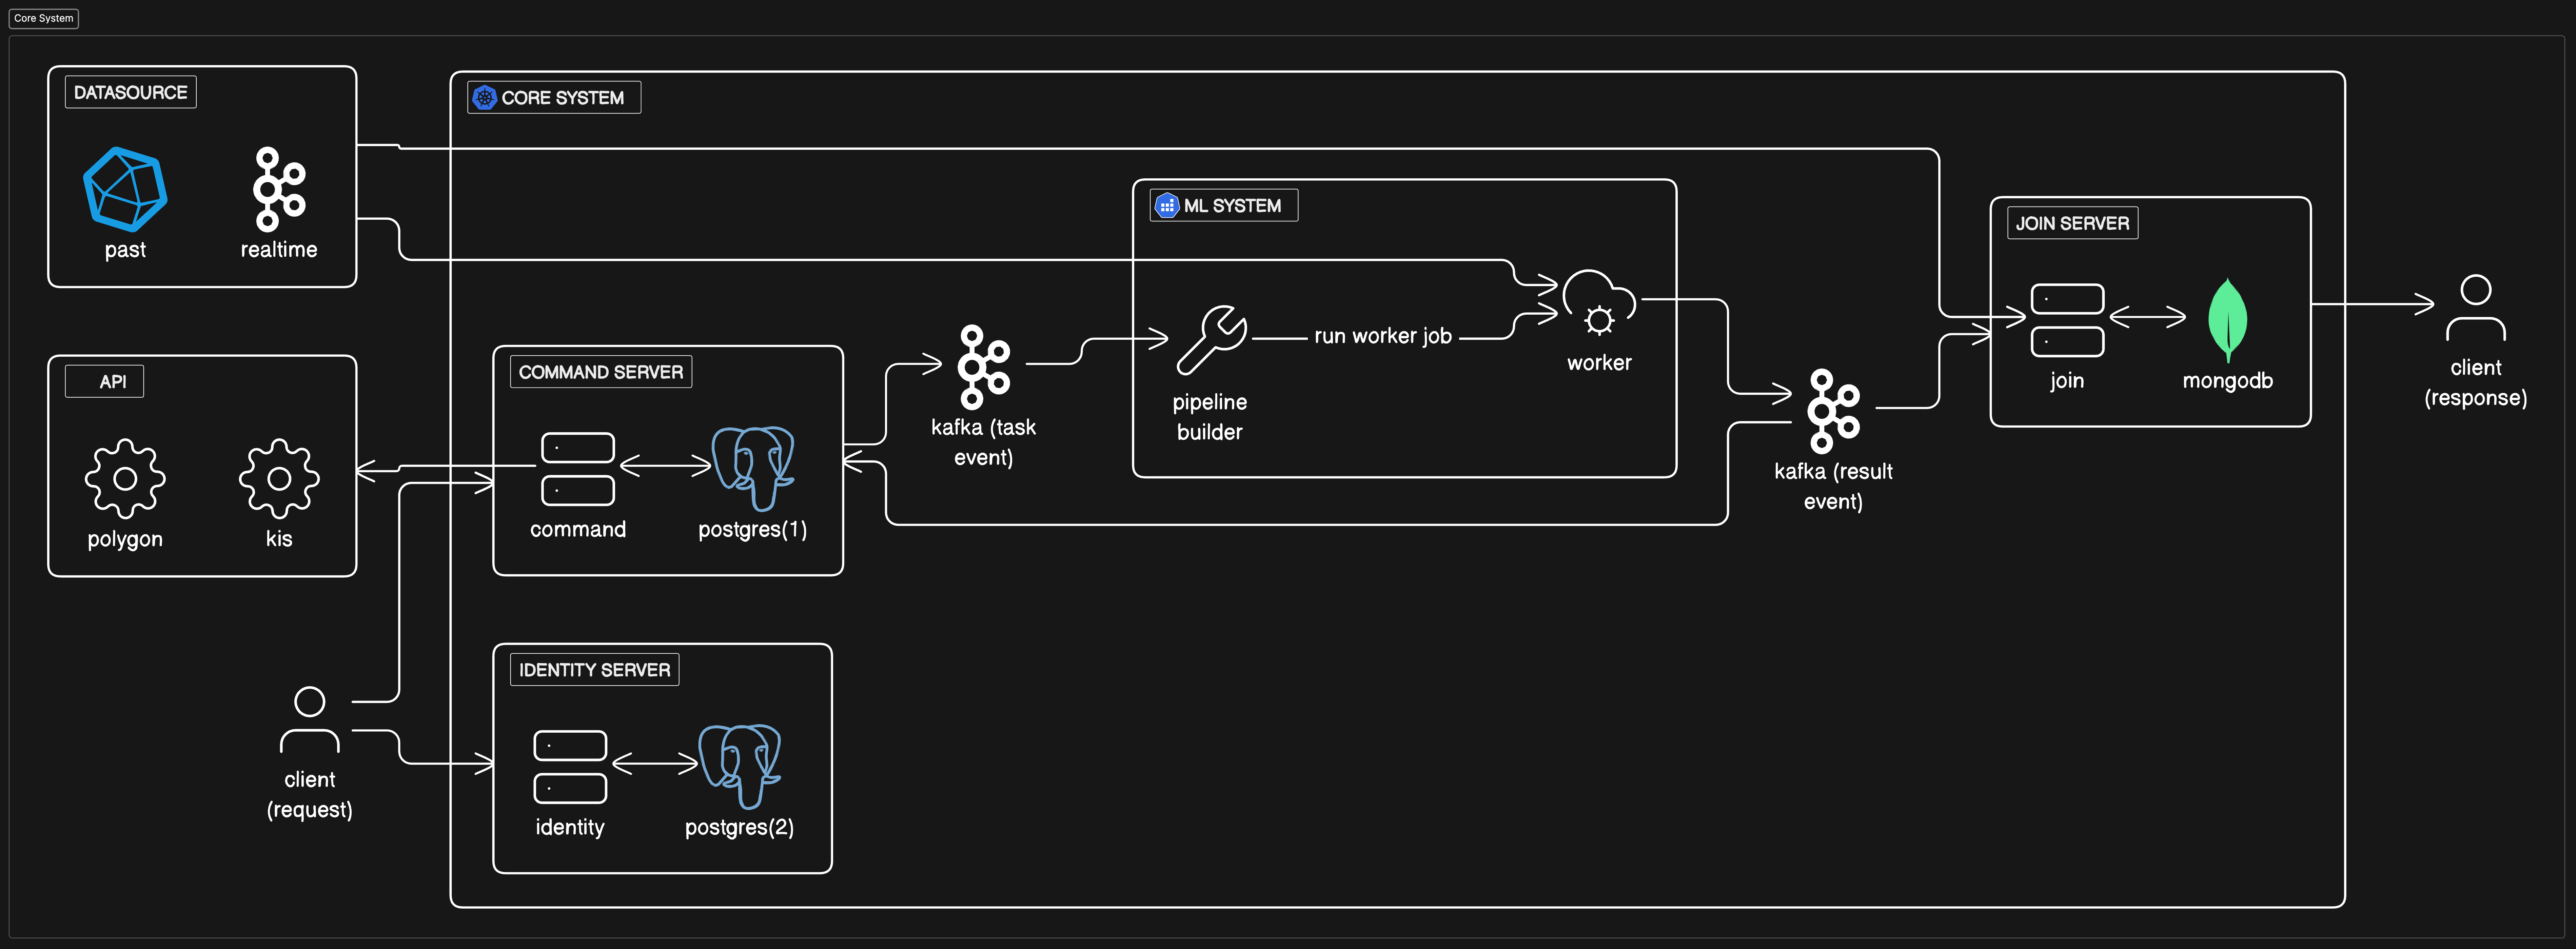 Core System
DATASOURCE
past
realtime
CORE SYSTEM
ML SYSTEM
pipeline
builder
run worker job
worker
JOIN SERVER
join
mongodb
client
(response)
API
polygon
kis
COMMAND SERVER
command
postgres(1)
kafka (task
event)
kafka (result
event)
IDENTITY SERVER
identity
postgres(2)
client
(request)